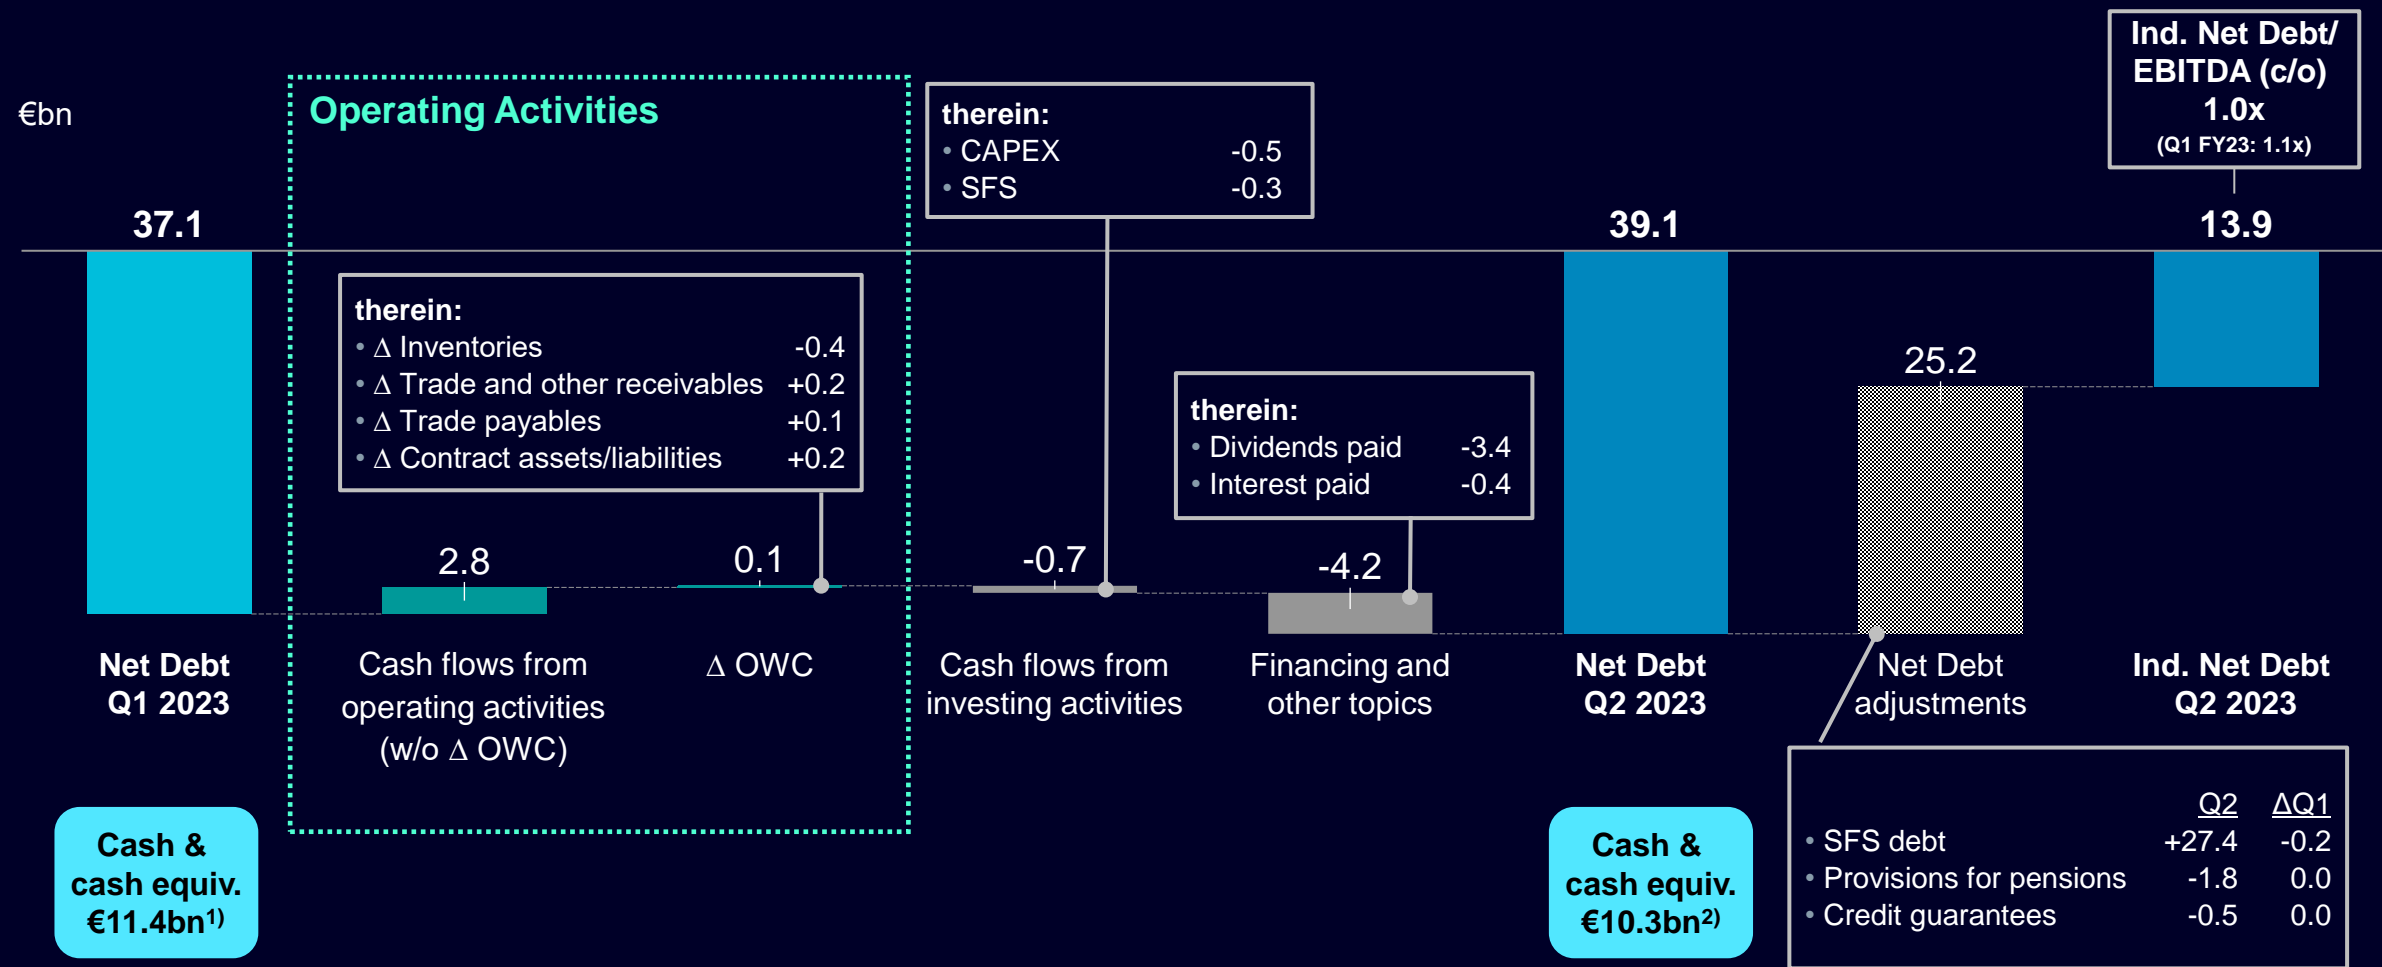 €bn
Operating Activities
therein:
• CAPEX -0.5
• SFS -0.3
Ind. Net Debt/
EBITDA (c/o)
1.0x
(Q1 FY23: 1.1x)
37.1
39.1
13.9
therein:
• Δ Inventories -0.4
• Δ Trade and other receivables +0.2
• Δ Trade payables +0.1
• Δ Contract assets/liabilities +0.2
25.2
therein:
• Dividends paid -3.4
• Interest paid -0.4
2.8
0.1
-0.7
-4.2
Net Debt
Q1 2023
Cash flows from
operating activities
(w/o Δ OWC)
Δ OWC
Cash flows from
investing activities
Financing and
other topics
Net Debt
Q2 2023
Net Debt
adjustments
Ind. Net Debt
Q2 2023
Cash &
cash equiv.
€11.4bn1)
Cash &
cash equiv.
€10.3bn2)
Q2 ΔQ1
• SFS debt +27.4 -0.2
• Provisions for pensions -1.8 0.0
• Credit guarantees -0.5 0.0